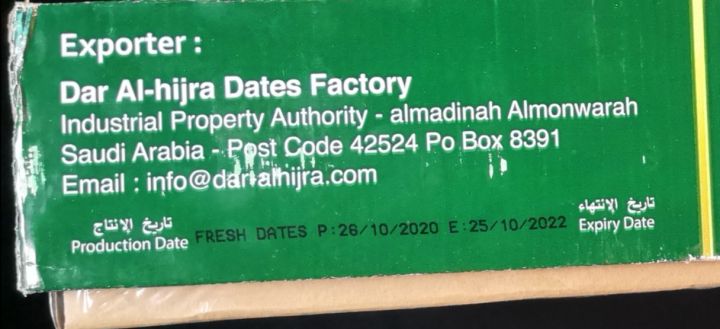 Exporter :
Dar Al-hijra Dates Factory
Industrial Property Authority - almadinah Almonwarah
Saudi Arabia - Post Code 42524 Po Box 8391
Email : info@dar-alhijra.com
تاريخ الإنتاج
Production Date
FRESH DATES P:26/10/2020 E:25/10/2022
تاريخ الإنتهاء
Expiry Date